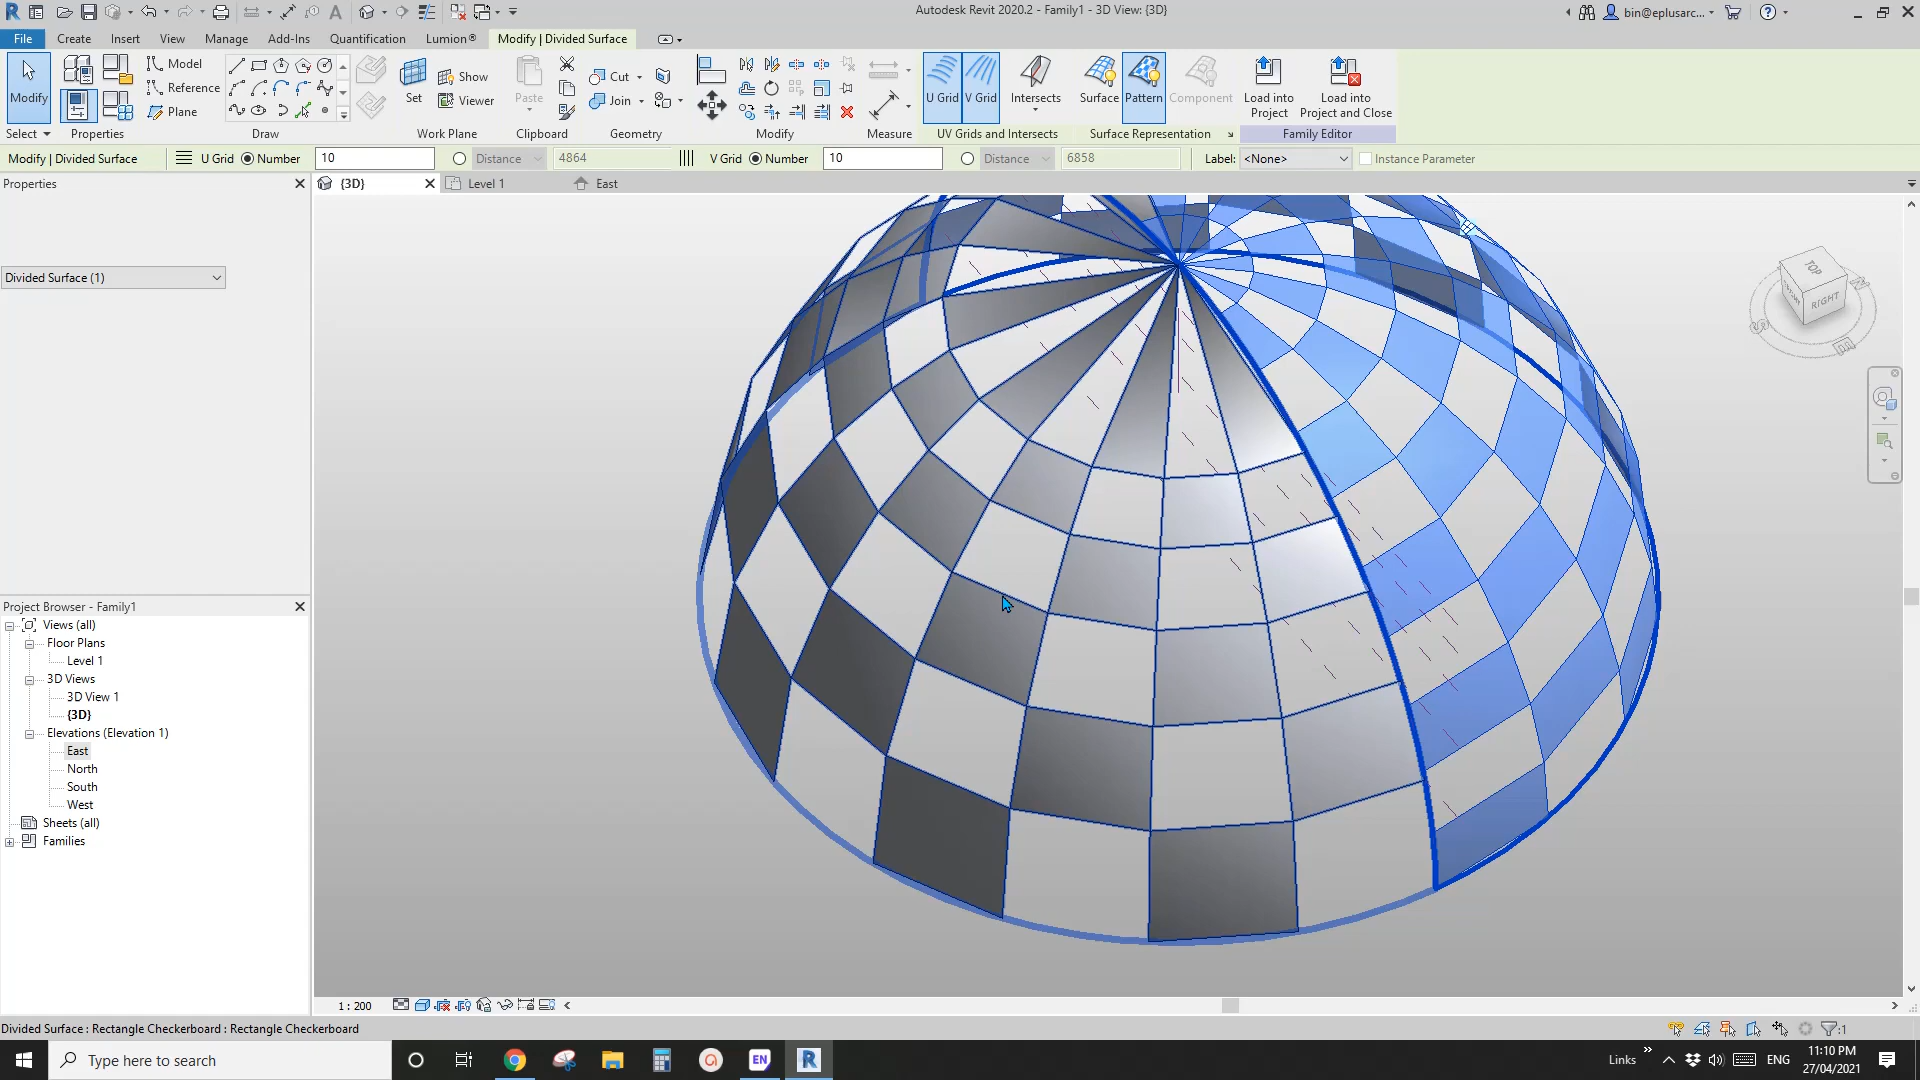 Autodesk Revit 2020.2 - Family1 - 3D View: {3D}
bin@eplusarc...
File Create Insert View Manage Add-Ins Quantification Lumion® Modify | Divided Surface
Modify
Model
Reference
Plane
Set
Show
Viewer
Paste
Cut
Join
U Grid
V Grid
Intersects
Surface
Pattern
Component
Load into
Project
Load into
Project and Close
Select Properties Draw Work Plane Clipboard Geometry Modify Measure UV Grids and Intersects Surface Representation Family Editor
Modify | Divided Surface U Grid Number 10 Distance 4864 V Grid Number 10 Distance 6858 Label: <None> Instance Parameter
Properties
{3D} Level 1 East
Divided Surface (1)
TOP
RIGHT
N
S
E
Project Browser - Family1
Views (all)
Floor Plans
Level 1
3D Views
3D View 1
{3D}
Elevations (Elevation 1)
East
North
South
West
Sheets (all)
Families
1 : 200
Divided Surface : Rectangle Checkerboard : Rectangle Checkerboard
:1
Type here to search
EN
R
Links
ENG
11:10 PM
27/04/2021